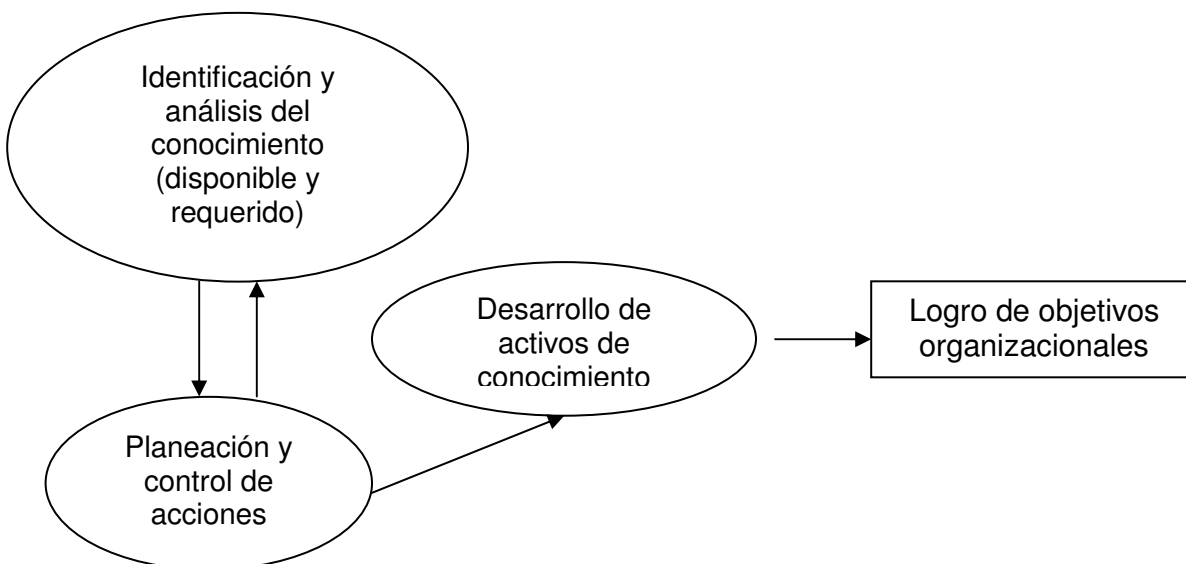 Identificación y
análisis del
conocimiento
(disponible y
requerido)
Desarrollo de
activos de
conocimiento
Logro de objetivos
organizacionales
Planeación y
control de
acciones